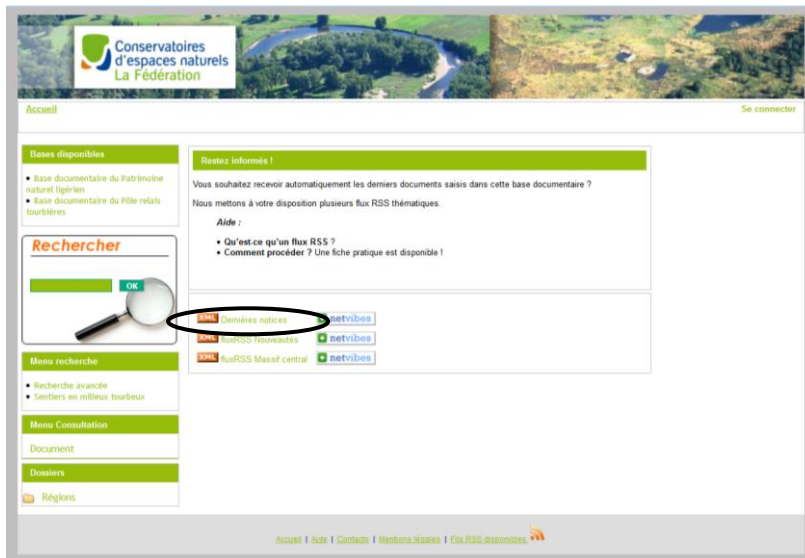 Conservatoires
d'espaces naturels
La Fédération
Accueil
Se connecter
Bases disponibles
• Base documentaire du Patrimoine
naturel ligérien
• Base documentaire du Pôle relais
tourbières
Rechercher
OK
Menu recherche
• Recherche avancée
• Sentiers en milieux tourbeux
Menu Consultation
Document
Dossiers
Régions
Restez informés !
Vous souhaitez recevoir automatiquement les derniers documents saisis dans cette base documentaire ?
Nous mettons à votre disposition plusieurs flux RSS thématiques.
Aide :
• Qu'est-ce qu'un flux RSS ?
• Comment procéder ? Une fiche pratique est disponible !
XML Dernières notices netvibes
XML fluxRSS Nouveautés netvibes
XML fluxRSS Massif central netvibes
Accueil | Aide | Contacts | Mentions légales | Fils RSS disponibles